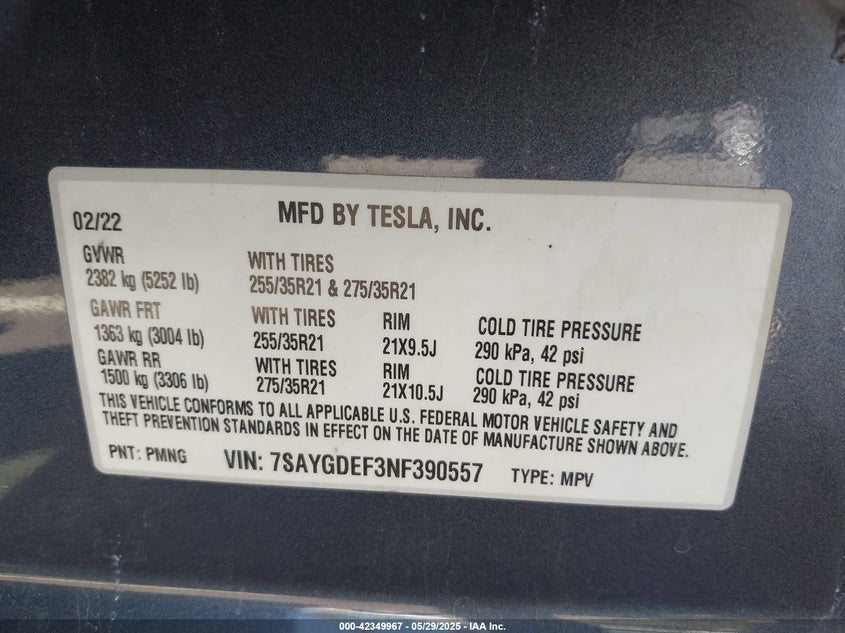 02/22 MFD BY TESLA, INC.
GVWR WITH TIRES
2382 kg (5252 lb) 255/35R21 & 275/35R21
GAWR FRT WITH TIRES RIM COLD TIRE PRESSURE
1363 kg (3004 lb) 255/35R21 21X9.5J 290 kPa, 42 psi
GAWR RR WITH TIRES RIM COLD TIRE PRESSURE
1500 kg (3306 lb) 275/35R21 21X10.5J 290 kPa, 42 psi
THIS VEHICLE CONFORMS TO ALL APPLICABLE U.S. FEDERAL MOTOR VEHICLE SAFETY AND
THEFT PREVENTION STANDARDS IN EFFECT ON THE DATE OF MANUFACTURE SHOWN ABOVE.
PNT: PMNG VIN: 7SAYGDEF3NF390557 TYPE: MPV
000-42349967 - 05/29/2025 - IAA Inc.